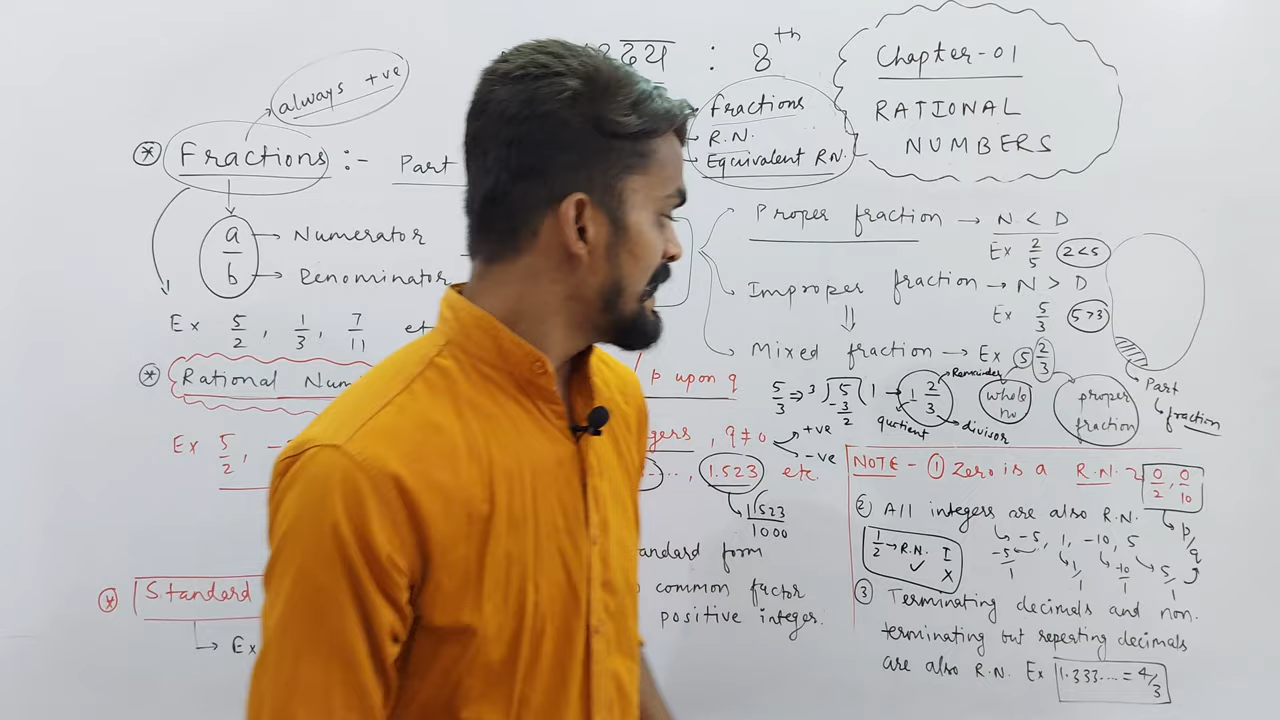 : 8th
Chapter-01
RATIONAL
NUMBERS
always +ve
fractions
R.N.
Equivalent R.N.
* Fractions :- Part
a → Numerator
b → Denominator
Ex 5/2, 1/3, 7/11
Proper fraction → N < D
Ex 2/5 2<5
Improper fraction → N > D
Ex 5/3 5>3
Mixed fraction → Ex 5 2/3
5/3 ⇒ 3)5(1 → 1 2/3
-3
2
Remainder
quotient
divisor
whole no
proper fraction
Part
fraction
* Rational Num
p upon q
Ex 5/2, -
gers, q≠0
+ve
-ve
...., 1.523 etc.
1523/1000
* Standard
Ex
tandard form
common factor
positive integer.
NOTE - ① Zero is a R.N. 0/2, 0/10
p/q
② All integers are also R.N.
-5, 1, -10, 5
-5/1 1/1 -10/1 5/1
1/2 → R.N. I
✓ X
③ Terminating decimals and non-
terminating but repeating decimals
are also R.N. Ex 1.333.... = 4/3